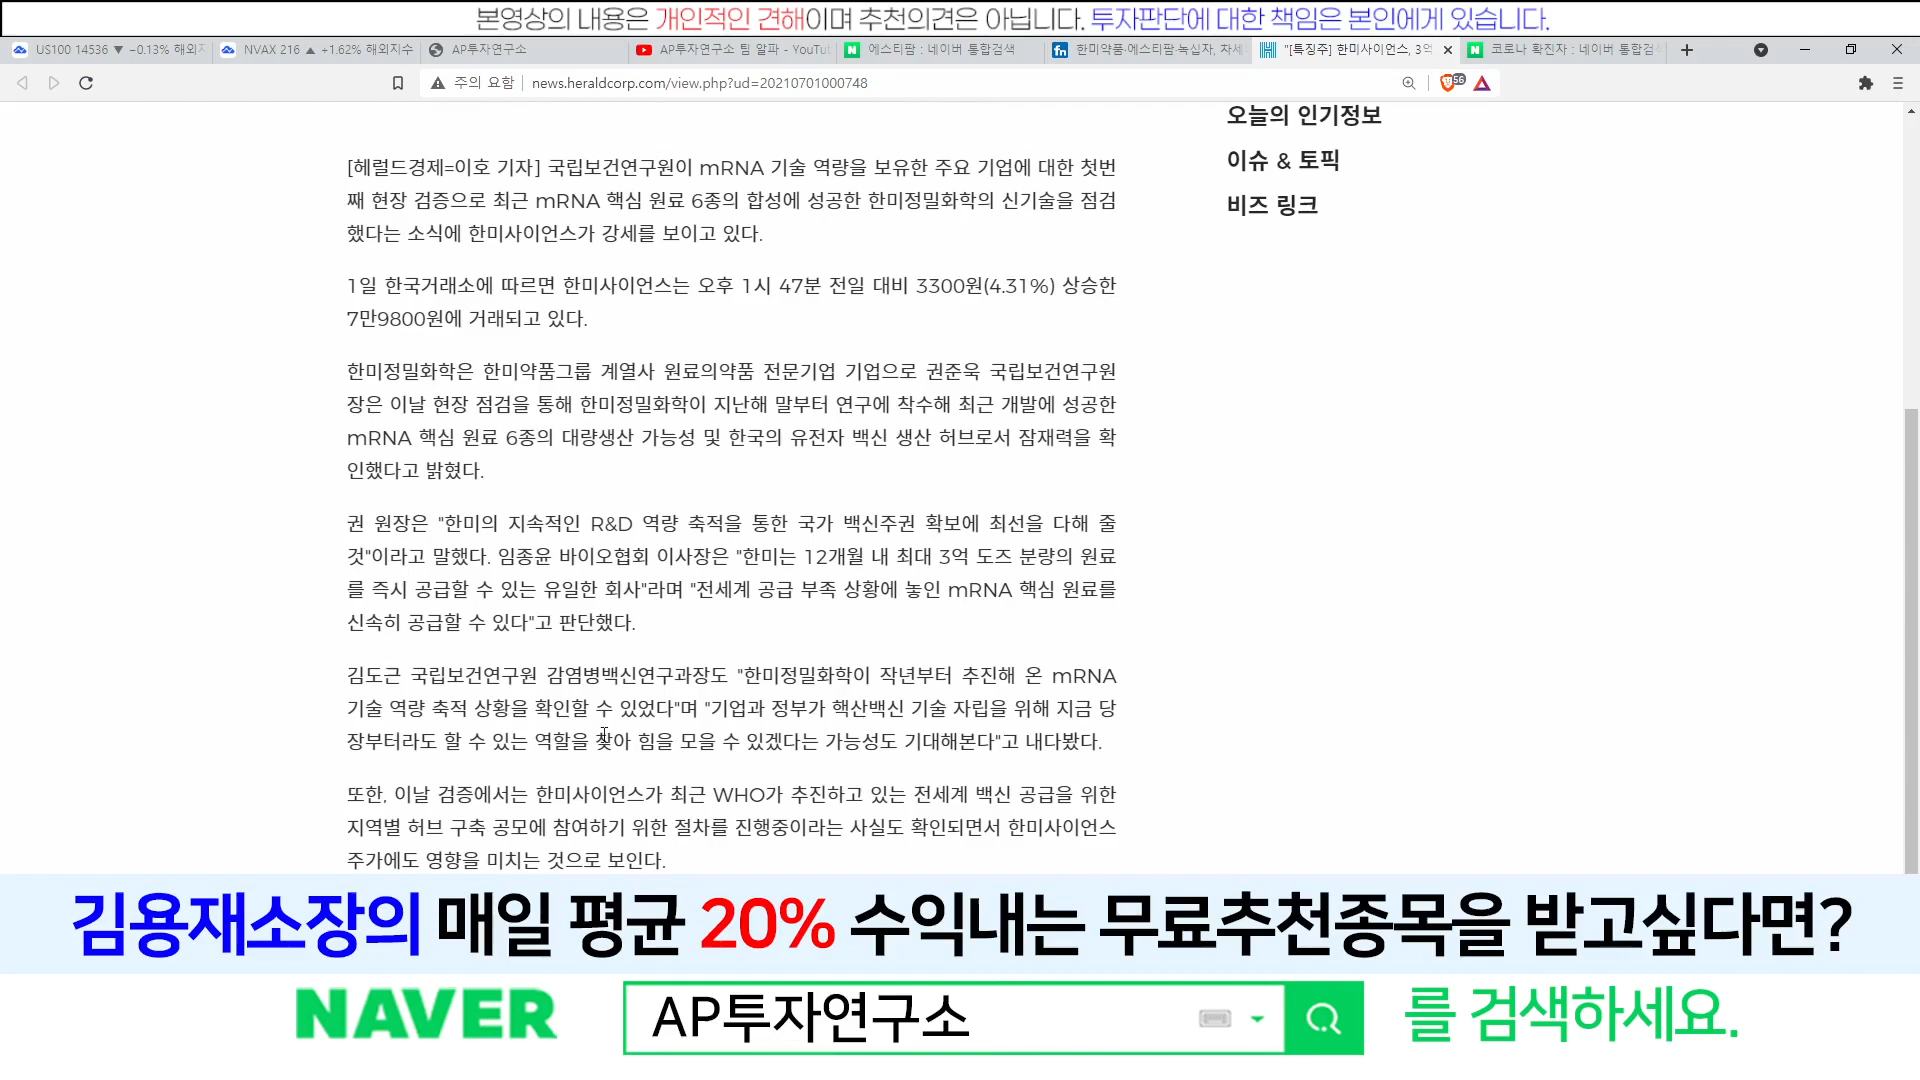 본영상의 내용은 개인적인 견해이며 추천의견은 아닙니다. 투자판단에 대한 책임은 본인에게 있습니다.
US100 14536 ▼ −0.13% 해외지 NVAX 216 ▲ +1.62% 해외지수 AP투자연구소 AP투자연구소 팀 알파 - YouTu 에스티팜 : 네이버 통합검색 한미약품·에스티팜·녹십자, 차세 "[특징주] 한미사이언스, 3억 코로나 확진자 : 네이버 통합검색
주의 요함 news.heraldcorp.com/view.php?ud=20210701000748 56
오늘의 인기정보
이슈 & 토픽
비즈 링크
[헤럴드경제=이호 기자] 국립보건연구원이 mRNA 기술 역량을 보유한 주요 기업에 대한 첫번
째 현장 검증으로 최근 mRNA 핵심 원료 6종의 합성에 성공한 한미정밀화학의 신기술을 점검
했다는 소식에 한미사이언스가 강세를 보이고 있다.
1일 한국거래소에 따르면 한미사이언스는 오후 1시 47분 전일 대비 3300원(4.31%) 상승한
7만9800원에 거래되고 있다.
한미정밀화학은 한미약품그룹 계열사 원료의약품 전문기업 기업으로 권준욱 국립보건연구원
장은 이날 현장 점검을 통해 한미정밀화학이 지난해 말부터 연구에 착수해 최근 개발에 성공한
mRNA 핵심 원료 6종의 대량생산 가능성 및 한국의 유전자 백신 생산 허브로서 잠재력을 확
인했다고 밝혔다.
권 원장은 "한미의 지속적인 R&D 역량 축적을 통한 국가 백신주권 확보에 최선을 다해 줄
것"이라고 말했다. 임종윤 바이오협회 이사장은 "한미는 12개월 내 최대 3억 도즈 분량의 원료
를 즉시 공급할 수 있는 유일한 회사"라며 "전세계 공급 부족 상황에 놓인 mRNA 핵심 원료를
신속히 공급할 수 있다"고 판단했다.
김도근 국립보건연구원 감염병백신연구과장도 "한미정밀화학이 작년부터 추진해 온 mRNA
기술 역량 축적 상황을 확인할 수 있었다"며 "기업과 정부가 핵산백신 기술 자립을 위해 지금 당
장부터라도 할 수 있는 역할을 찾아 힘을 모을 수 있겠다는 가능성도 기대해본다"고 내다봤다.
또한, 이날 검증에서는 한미사이언스가 최근 WHO가 추진하고 있는 전세계 백신 공급을 위한
지역별 허브 구축 공모에 참여하기 위한 절차를 진행중이라는 사실도 확인되면서 한미사이언스
주가에도 영향을 미치는 것으로 보인다.
김용재소장의 매일 평균 20% 수익내는 무료추천종목을 받고싶다면?
NAVER AP투자연구소 를 검색하세요.